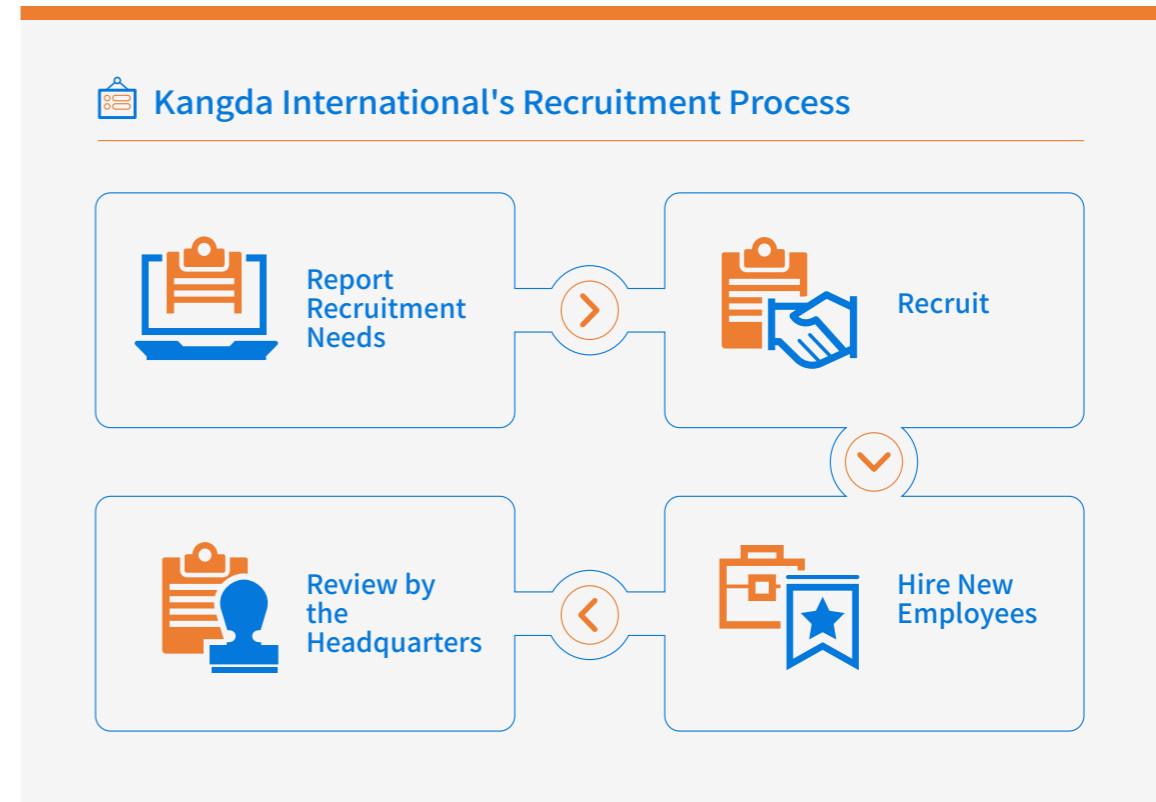 Kangda International's Recruitment Process
Report
Recruitment
Needs
Recruit
Hire New
Employees
Review by
the
Headquarters